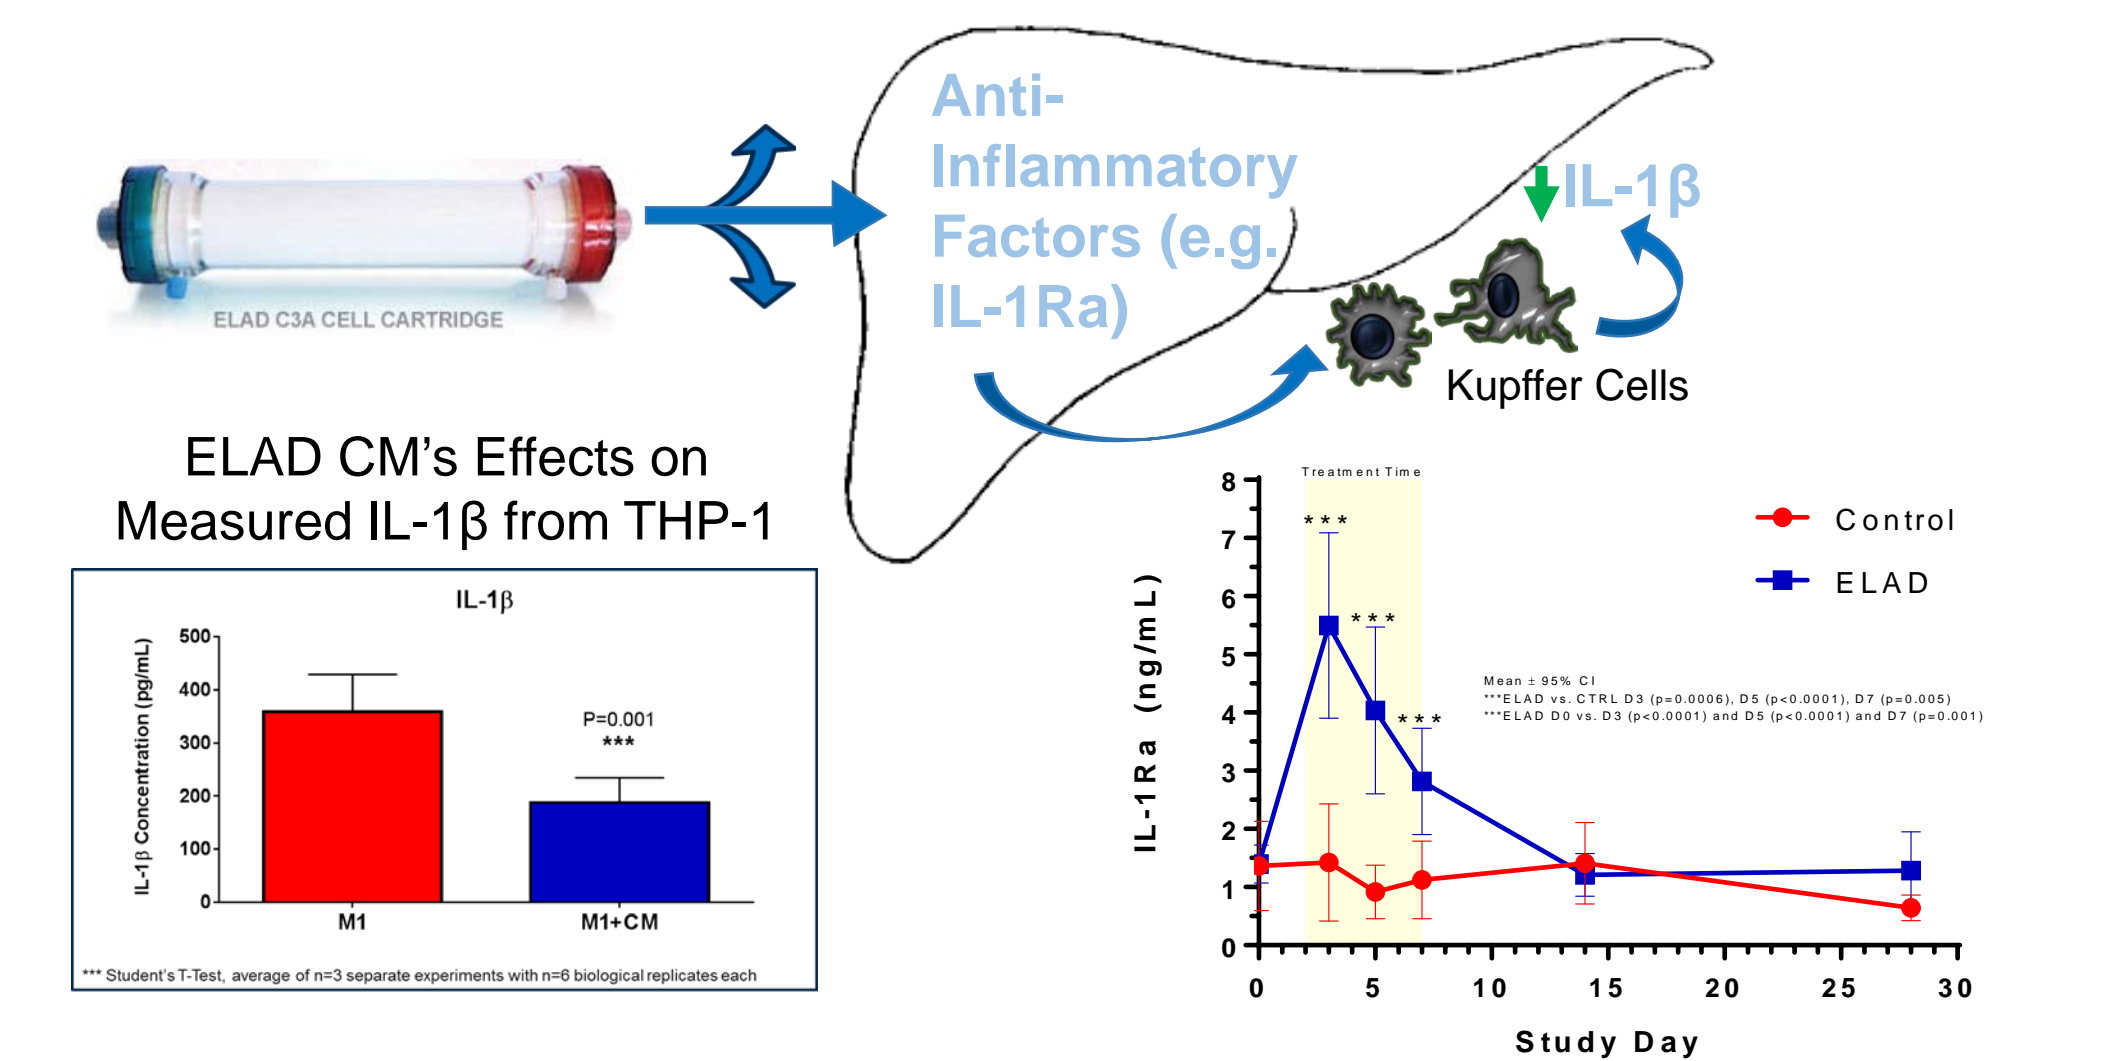 Anti-
Inflammatory
Factors (e.g.
IL-1Ra)
IL-1β
ELAD C3A CELL CARTRIDGE
Kupffer Cells
ELAD CM’s Effects on
Measured IL-1β from THP-1
IL-1β
IL-1β Concentration (pg/mL)
500
400
300
200
100
0
P=0.001
***
M1
M1+CM
*** Student’s T-Test, average of n=3 separate experiments with n=6 biological replicates each
Treatment Time
IL-1Ra (ng/mL)
8
7
6
5
4
3
2
1
0
***
***
***
Control
ELAD
Mean ± 95% CI
***ELAD vs. CTRL D3 (p=0.0006), D5 (p<0.0001), D7 (p=0.005)
***ELAD D0 vs. D3 (p<0.0001) and D5 (p<0.0001) and D7 (p=0.001)
0 5 10 15 20 25 30
Study Day